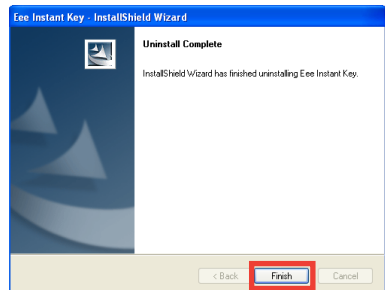 Eee Instant Key - InstallShield Wizard
Uninstall Complete
InstallShield Wizard has finished uninstalling Eee Instant Key.
< Back
Finish
Cancel